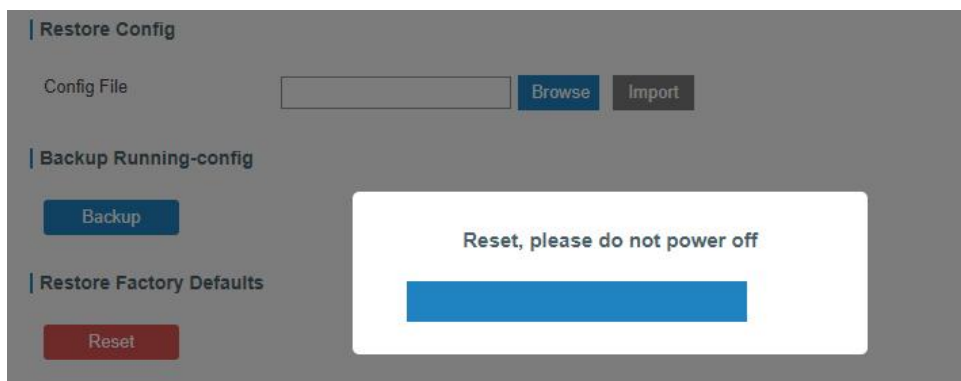 Restore Config
Config File
Browse
Import
Backup Running-config
Backup
Reset, please do not power off
Restore Factory Defaults
Reset